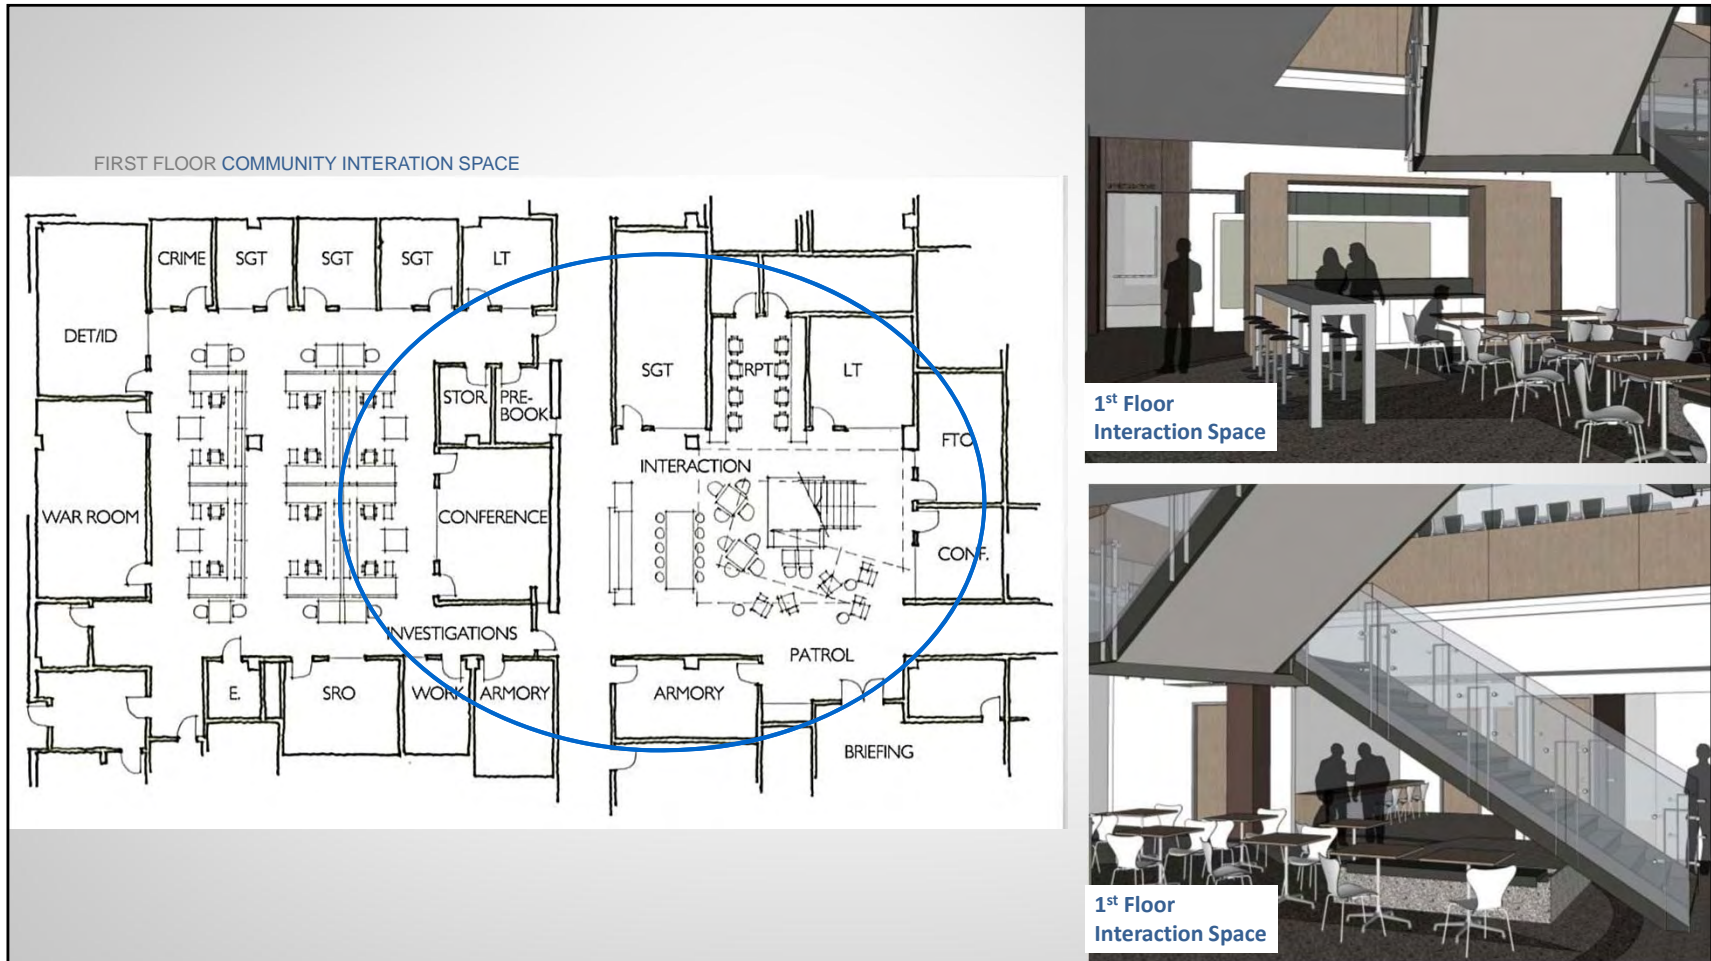 FIRST FLOOR COMMUNITY INTERATION SPACE
CRIME
SGT
SGT
SGT
LT
DET/ID
SGT
RPT
LT
STOR.
PRE-
BOOK
FTO
INTERACTION
WAR ROOM
CONFERENCE
CONF.
INVESTIGATIONS
PATROL
E.
SRO
WORK
ARMORY
ARMORY
BRIEFING
1st Floor
Interaction Space
1st Floor
Interaction Space